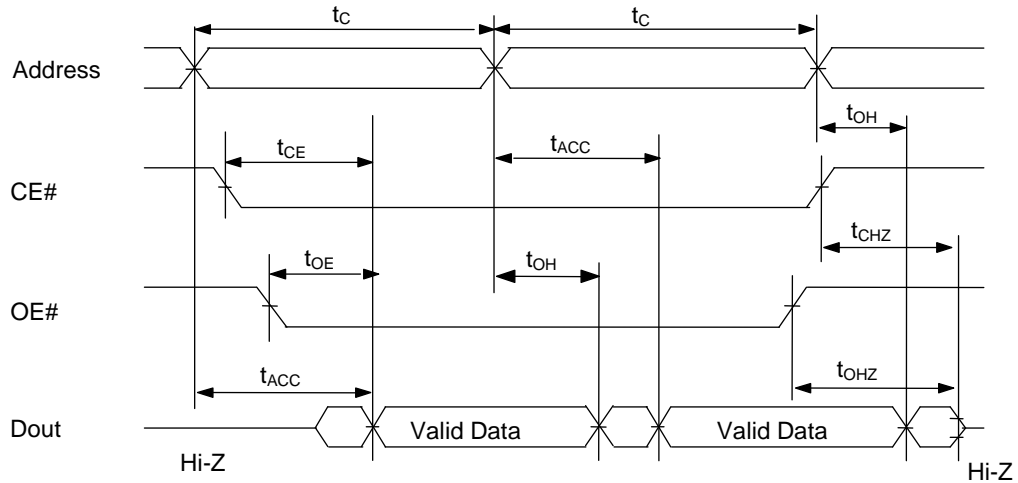 tC tC
Address
tOH
tCE tACC
CE#
tCHZ
tOE tOH
OE#
tACC tOHZ
Dout Valid Data Valid Data
Hi-Z Hi-Z